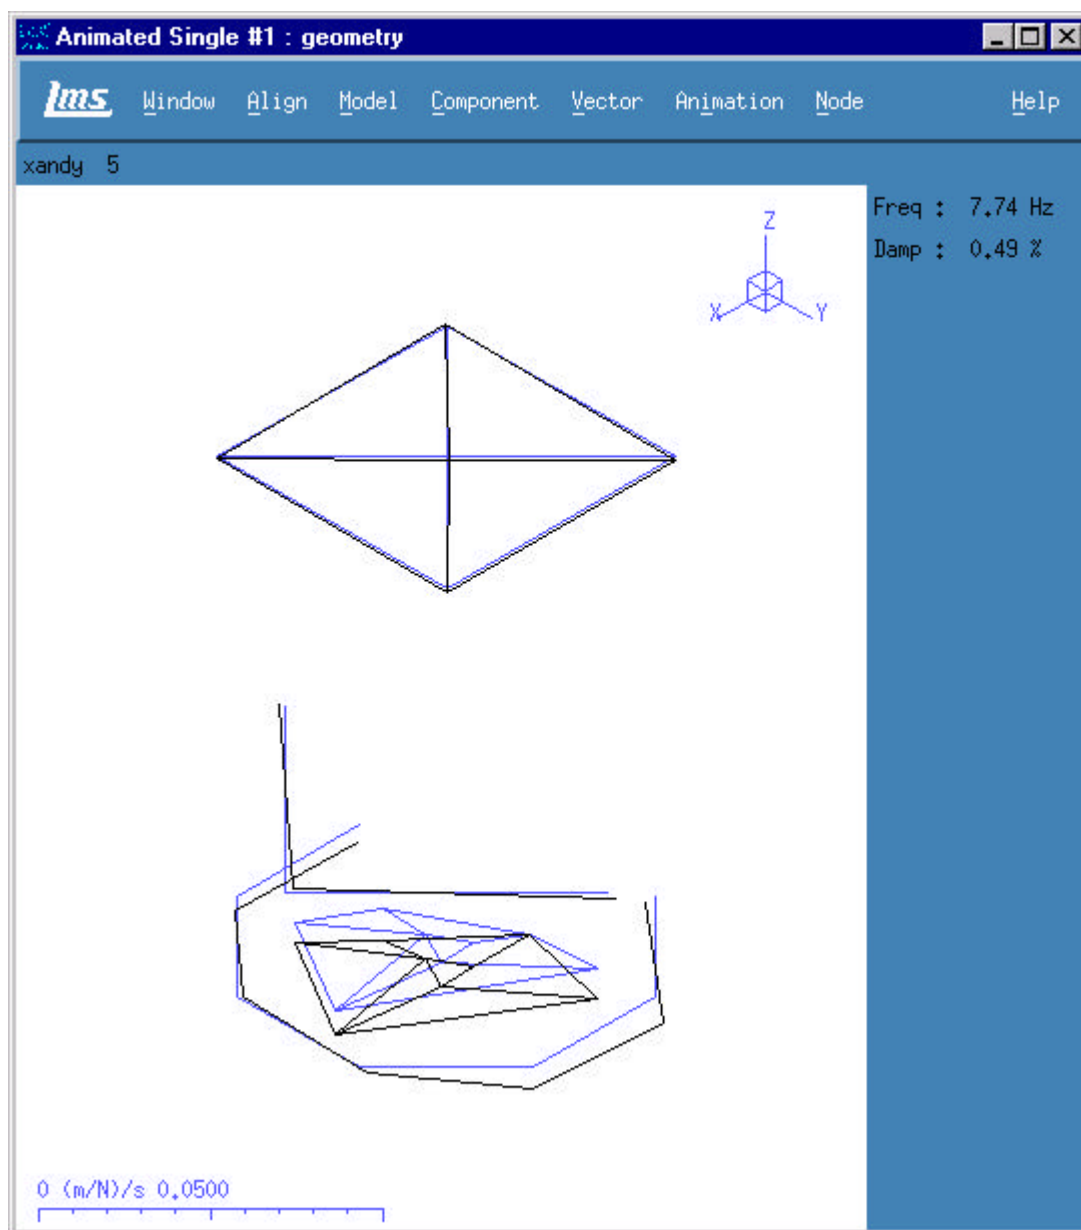 Animated Single #1 : geometry
lms Window Align Model Component Vector Animation Node Help
xandy 5
Freq : 7.74 Hz
Damp : 0.49 %
Z
X Y
0 (m/N)/s 0.0500